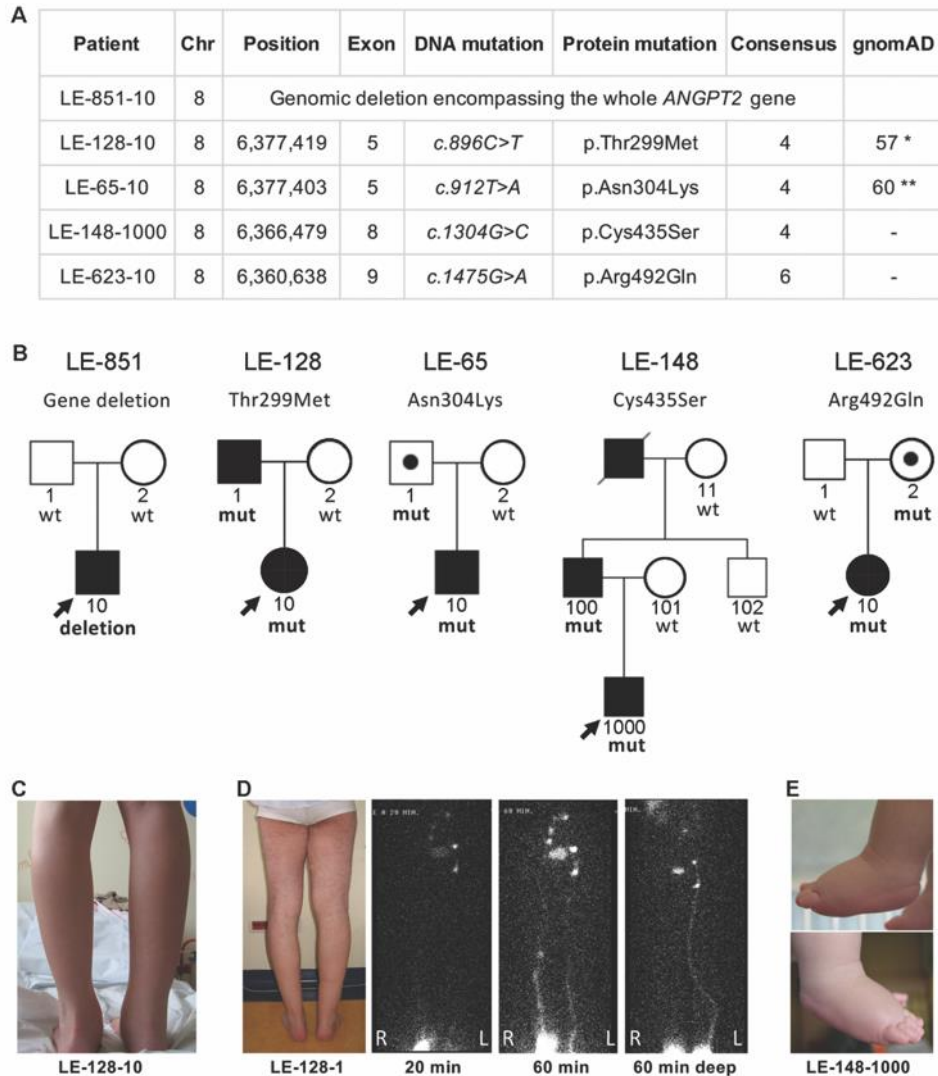 A
Patient Chr Position Exon DNA mutation Protein mutation Consensus gnomAD
LE-851-10 8 Genomic deletion encompassing the whole ANGPT2 gene
LE-128-10 8 6,377,419 5 c.896C>T p.Thr299Met 4 57 *
LE-65-10 8 6,377,403 5 c.912T>A p.Asn304Lys 4 60 **
LE-148-1000 8 6,366,479 8 c.1304G>C p.Cys435Ser 4 -
LE-623-10 8 6,360,638 9 c.1475G>A p.Arg492Gln 6 -
B
LE-851 LE-128 LE-65 LE-148 LE-623
Gene deletion Thr299Met Asn304Lys Cys435Ser Arg492Gln
1 2 1 2 1 2 11 1 2
wt wt mut wt mut wt wt wt mut
10 10 10 100 101 102 10
deletion mut mut mut wt wt mut
1000
mut
C D E
20 MIN.
60 MIN.
MIN.
R L R L R L
LE-128-10 LE-128-1 20 min 60 min 60 min deep LE-148-1000